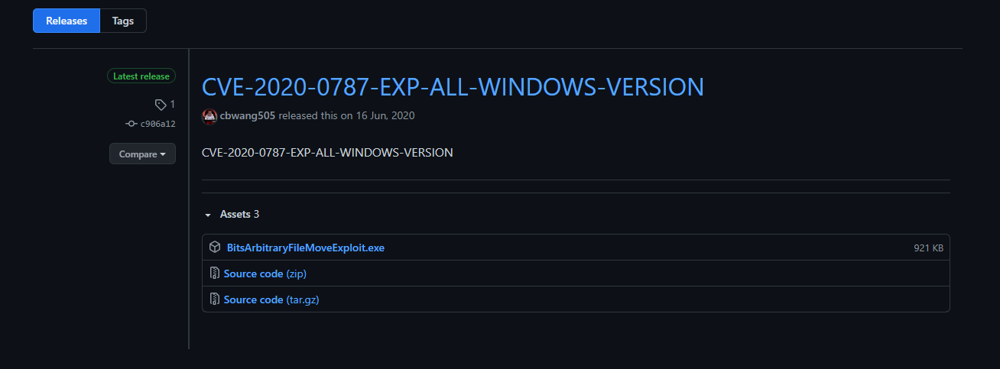 Releases Tags
Latest release
1
c906a12
Compare
CVE-2020-0787-EXP-ALL-WINDOWS-VERSION
cbwang505 released this on 16 Jun, 2020
CVE-2020-0787-EXP-ALL-WINDOWS-VERSION
Assets 3
BitsArbitraryFileMoveExploit.exe 921 KB
Source code (zip)
Source code (tar.gz)